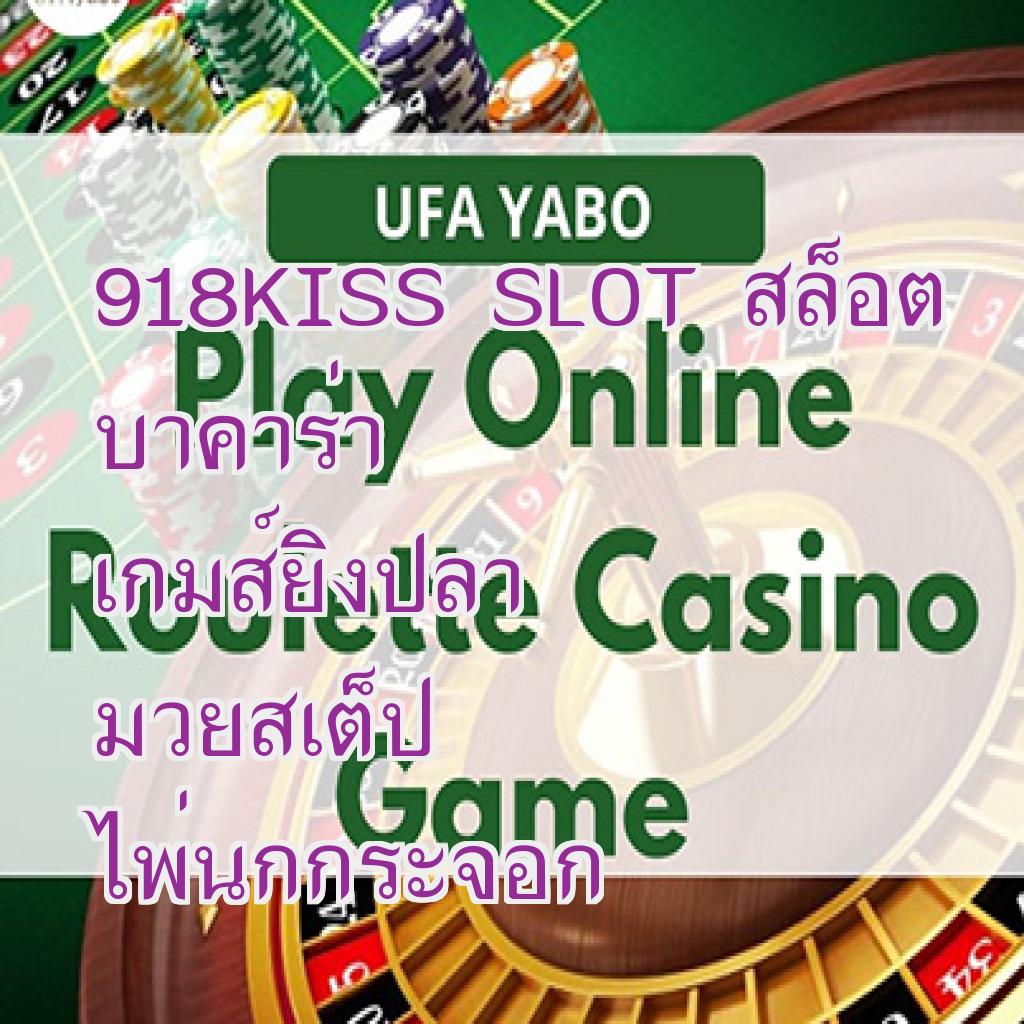 UFA YABO
918KISS SLOT สล็อต
Play Online
บาคาร่า
Roulette Casino
เกมส์ยิงปลา
มวยสเต็ป
Game
ไพ่นกกระจอก